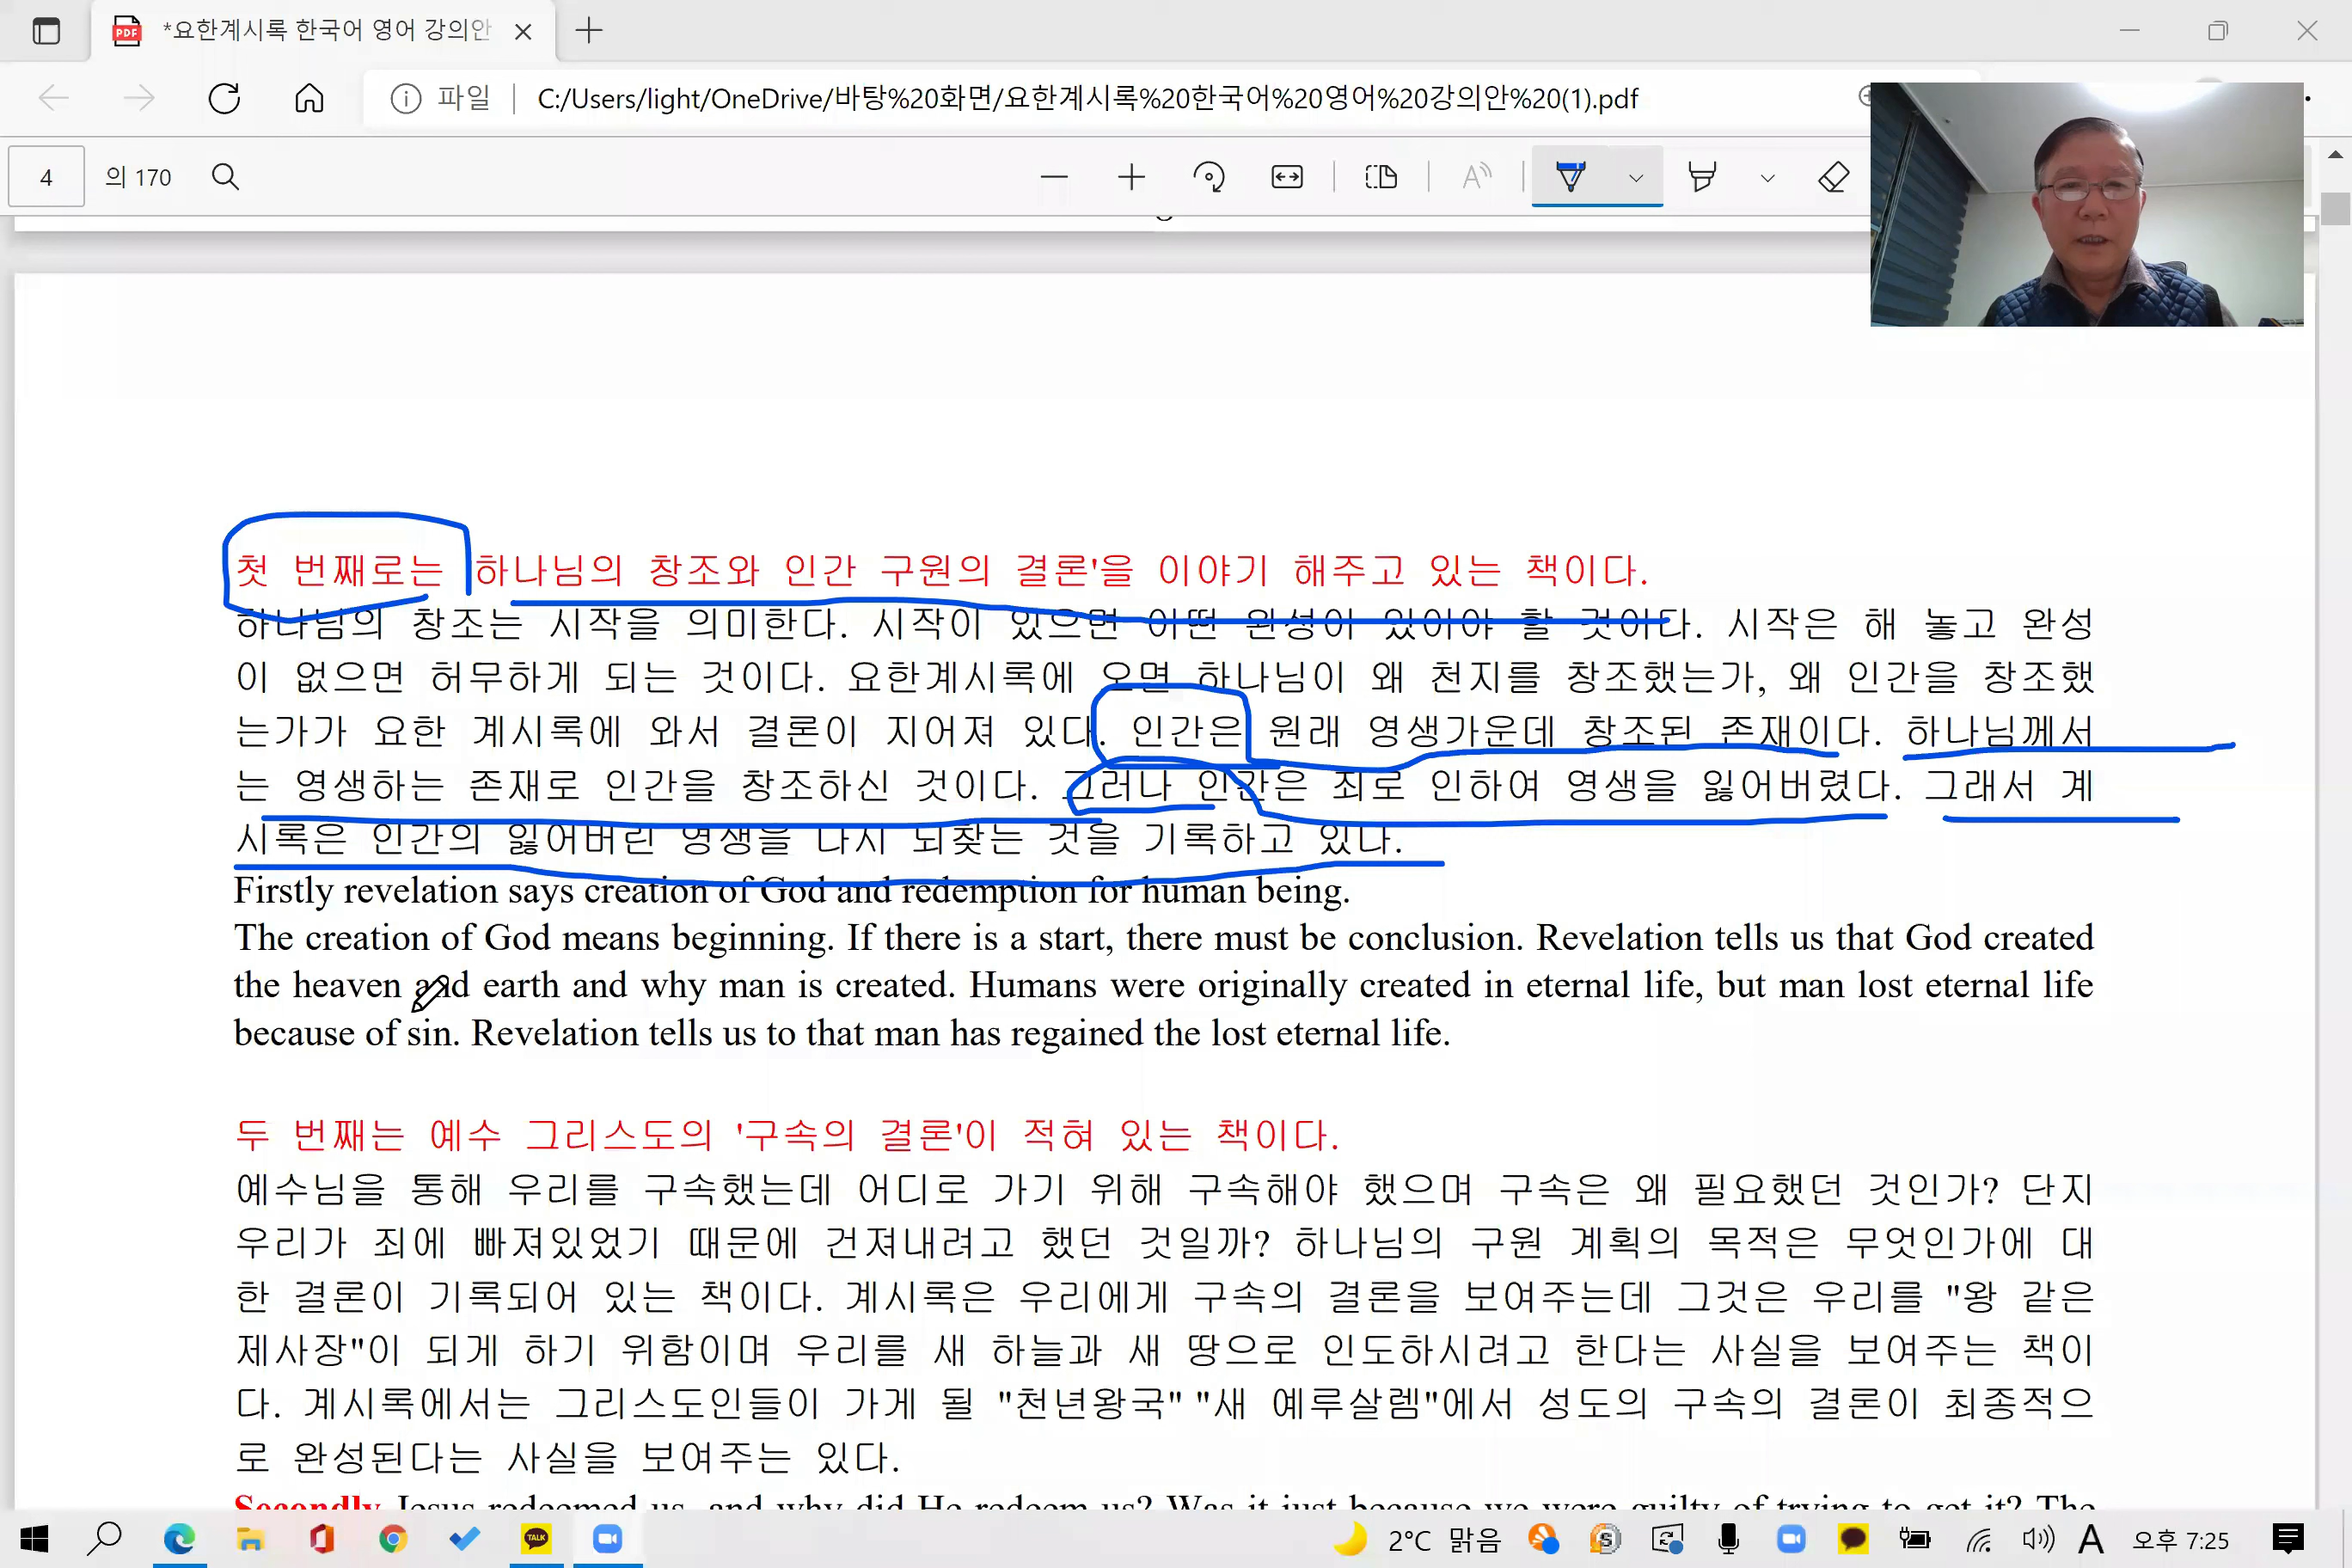 *요한계시록 한국어 영어 강의안
파일 C:/Users/light/OneDrive/바탕%20화면/요한계시록%20한국어%20영어%20강의안%20(1).pdf
4 의 170
첫 번째로는 하나님의 창조와 인간 구원의 결론'을 이야기 해주고 있는 책이다.
하나님의 창조는 시작을 의미한다. 시작이 있으면 어떤 완성이 있어야 할 것이다. 시작은 해 놓고 완성
이 없으면 허무하게 되는 것이다. 요한계시록에 오면 하나님이 왜 천지를 창조했는가, 왜 인간을 창조했
는가가 요한 계시록에 와서 결론이 지어져 있다. 인간은 원래 영생가운데 창조된 존재이다. 하나님께서
는 영생하는 존재로 인간을 창조하신 것이다. 그러나 인간은 죄로 인하여 영생을 잃어버렸다. 그래서 계
시록은 인간의 잃어버린 영생을 다시 되찾는 것을 기록하고 있다.
Firstly revelation says creation of God and redemption for human being.
The creation of God means beginning. If there is a start, there must be conclusion. Revelation tells us that God created
the heaven and earth and why man is created. Humans were originally created in eternal life, but man lost eternal life
because of sin. Revelation tells us to that man has regained the lost eternal life.
두 번째는 예수 그리스도의 '구속의 결론'이 적혀 있는 책이다.
예수님을 통해 우리를 구속했는데 어디로 가기 위해 구속해야 했으며 구속은 왜 필요했던 것인가? 단지
우리가 죄에 빠져있었기 때문에 건져내려고 했던 것일까? 하나님의 구원 계획의 목적은 무엇인가에 대
한 결론이 기록되어 있는 책이다. 계시록은 우리에게 구속의 결론을 보여주는데 그것은 우리를 "왕 같은
제사장"이 되게 하기 위함이며 우리를 새 하늘과 새 땅으로 인도하시려고 한다는 사실을 보여주는 책이
다. 계시록에서는 그리스도인들이 가게 될 "천년왕국" "새 예루살렘"에서 성도의 구속의 결론이 최종적으
로 완성된다는 사실을 보여주는 있다.
Secondly Jesus redeemed us, and why did He redeem us? Was it just because we were guilty of trying to get it? The
2°C 맑음 A 오후 7:25